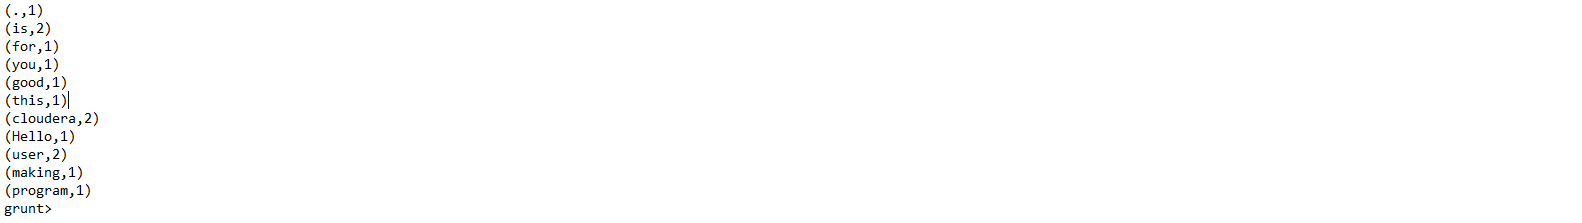 (.,1)
(is,2)
(for,1)
(you,1)
(good,1)
(this,1)
(cloudera,2)
(Hello,1)
(user,2)
(making,1)
(program,1)
grunt>